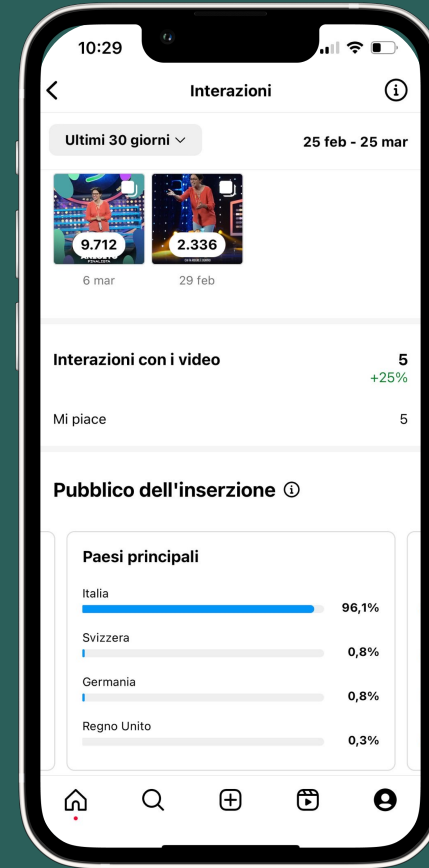 10:29
Interazioni
Ultimi 30 giorni
25 feb - 25 mar
9.712
2.336
FINALISTA
6 mar
29 feb
Interazioni con i video
5
+25%
Mi piace
5
Pubblico dell'inserzione
Paesi principali
Italia
96,1%
Svizzera
0,8%
Germania
0,8%
Regno Unito
0,3%